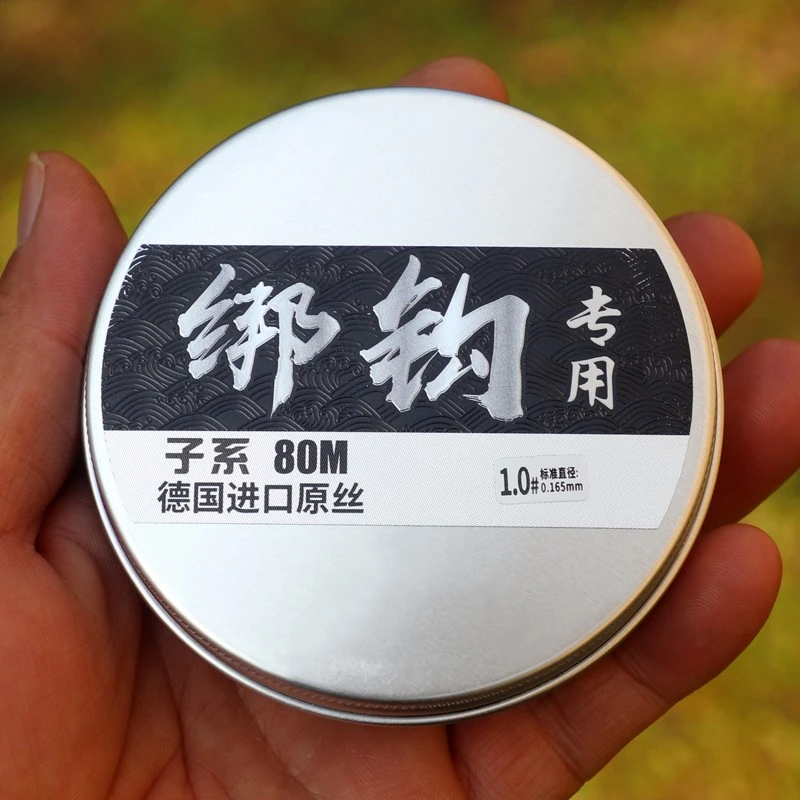 绑钩专用
子系 80M
德国进口原丝
1.0# 标准直径:
0.165mm